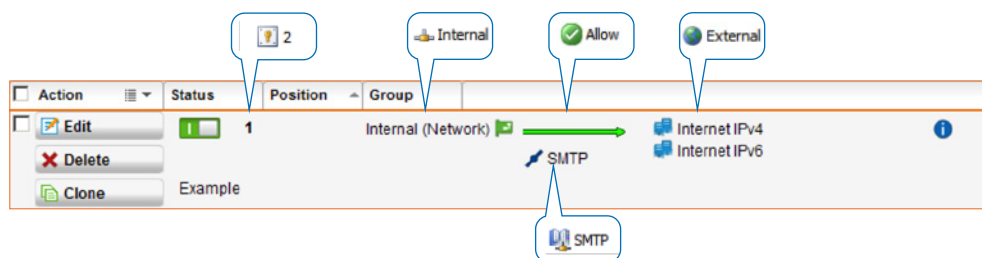 2
Internal
Allow
External
Action Status Position Group
Edit 1 Internal (Network) Internet IPv4
Delete SMTP Internet IPv6
Clone Example
SMTP